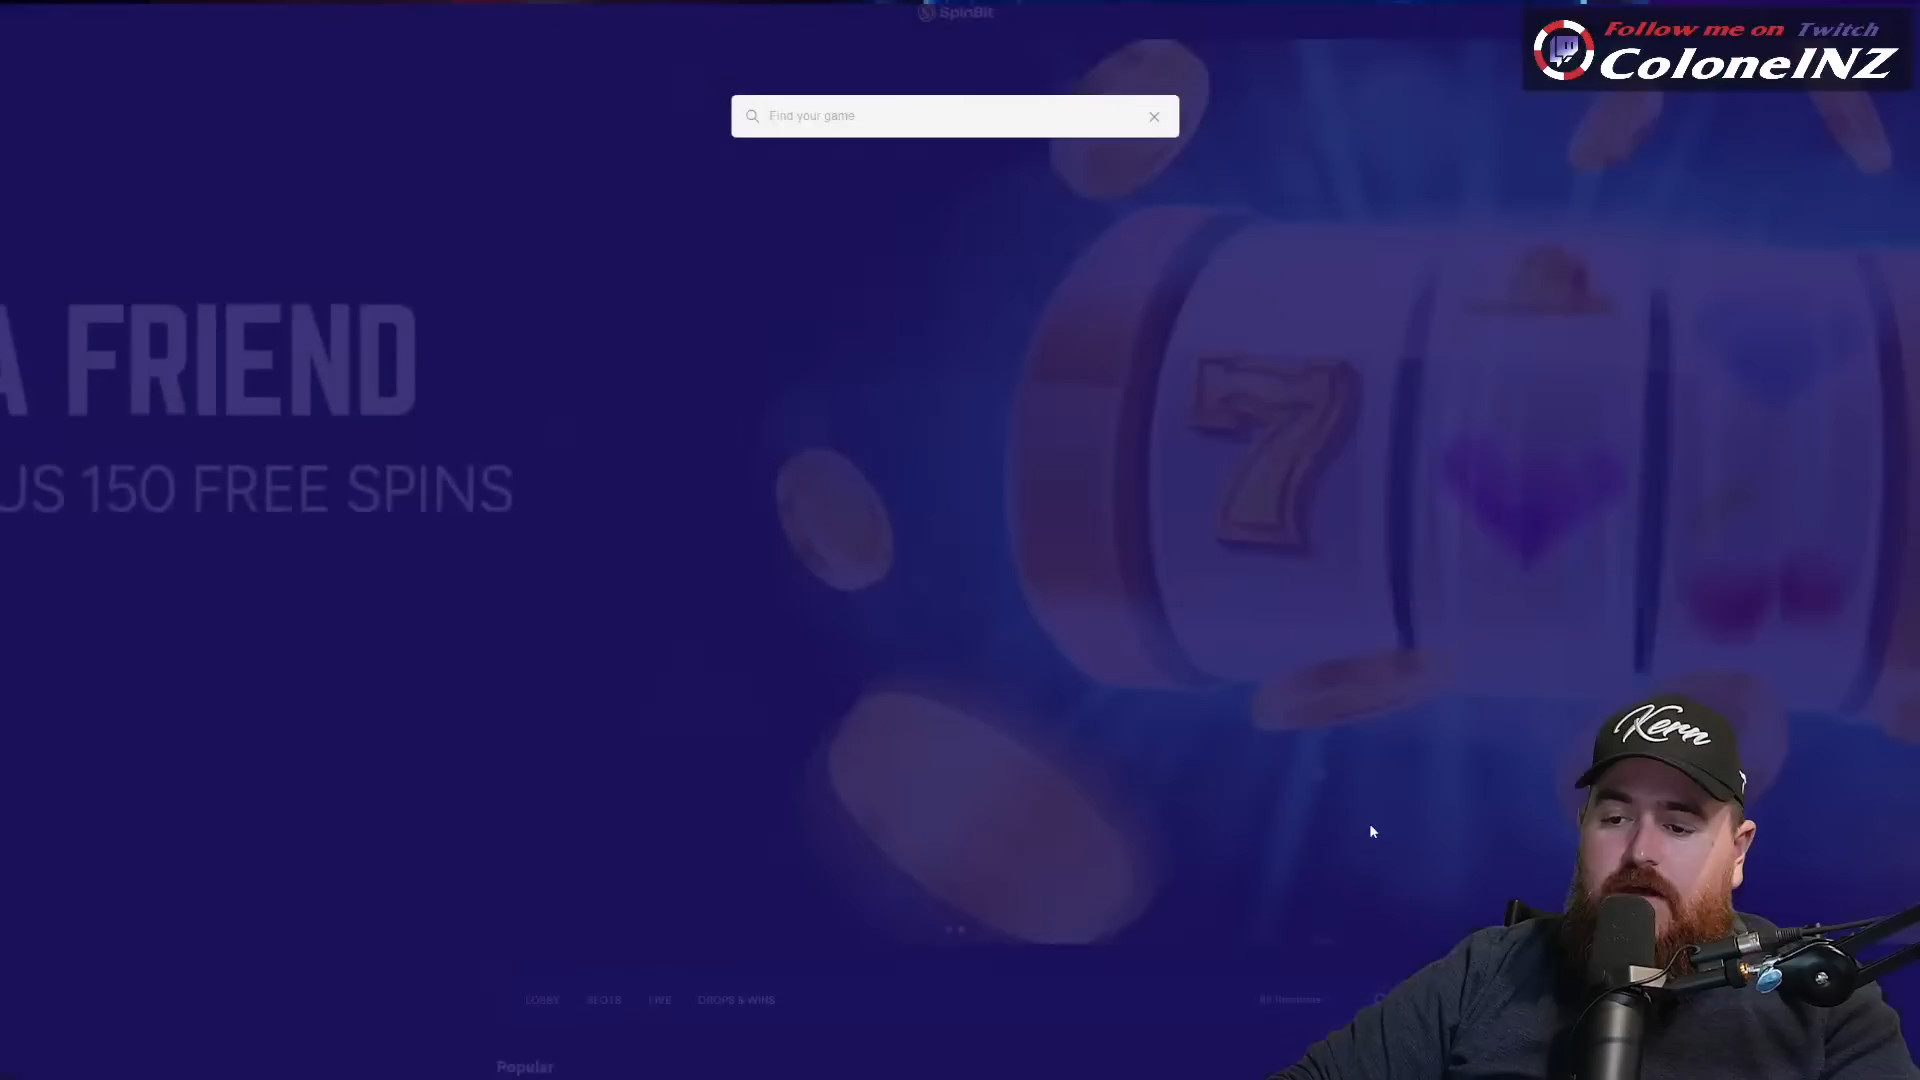 SpinBit
Follow me on Twitch
ColonelNZ
Find your game
A FRIEND
US 150 FREE SPINS
7
Kern
LOBBY SLOTS LIVE DROPS & WINS
Popular